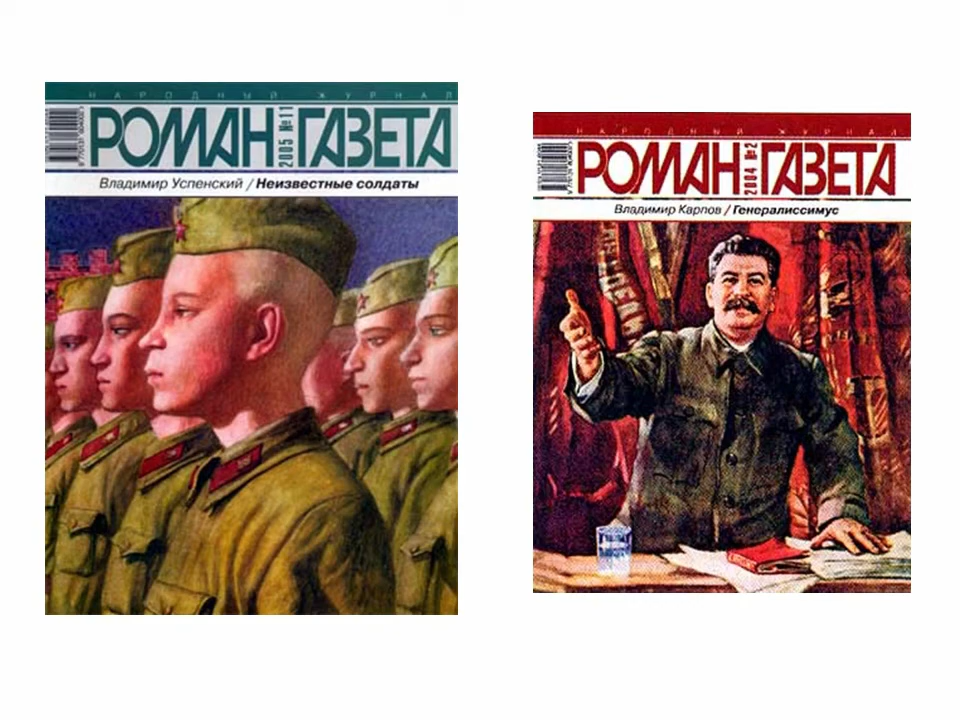 НАРОДНЫЙ ЖУРНАЛ
РОМАН ГАЗЕТА
2005 №11
Владимир Успенский / Неизвестные солдаты
НАРОДНЫЙ ЖУРНАЛ
РОМАН ГАЗЕТА
2004 №2
Владимир Карпов / Генералиссимус